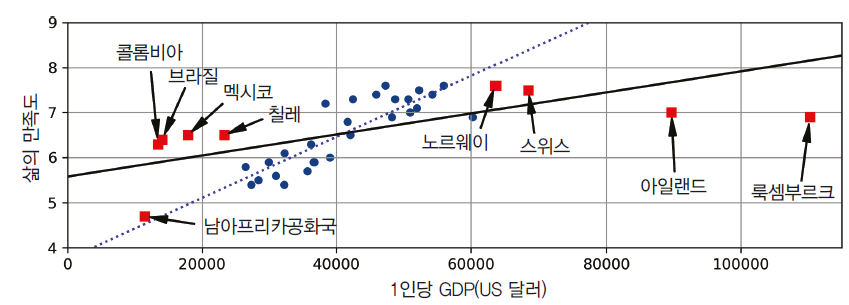 9
8
7
6
5
4
삶의 만족도
콜롬비아
브라질
멕시코
칠레
노르웨이
스위스
아일랜드
룩셈부르크
남아프리카공화국
0 20000 40000 60000 80000 100000
1인당 GDP(US 달러)